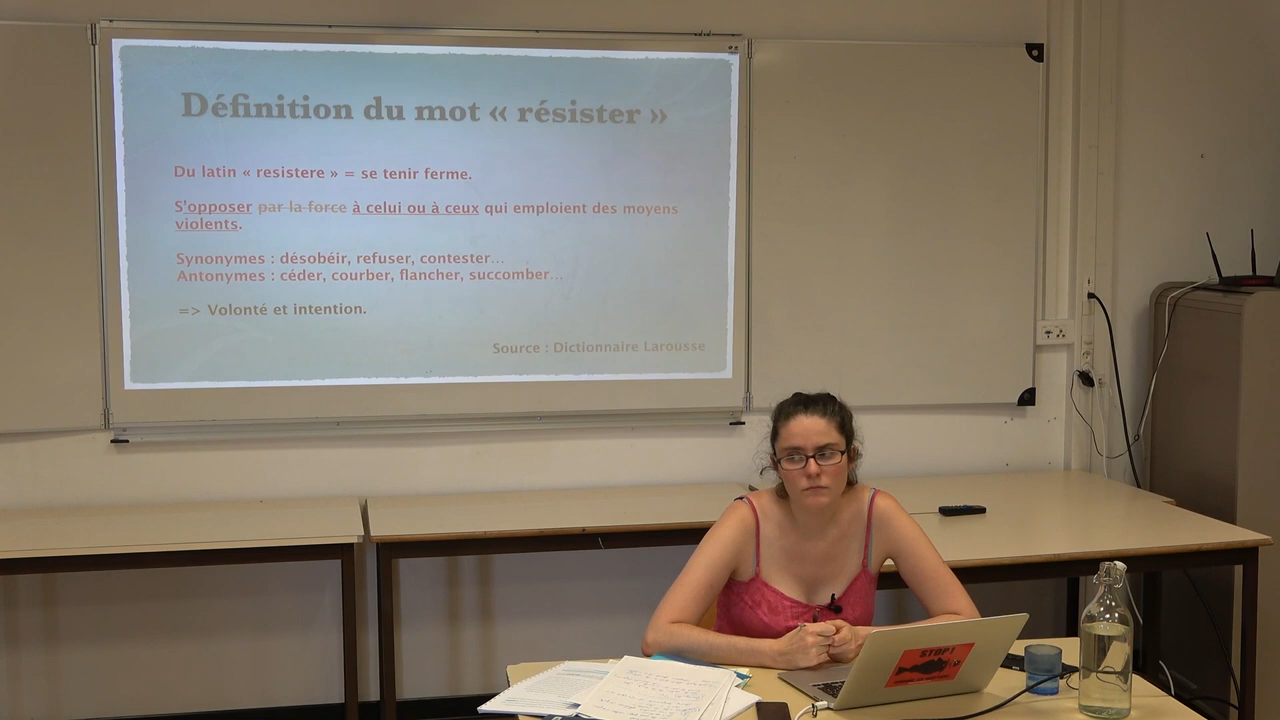 Définition du mot « résister »
Du latin « resistere » = se tenir ferme.
S'opposer par la force à celui ou à ceux qui emploient des moyens
violents.
Synonymes : désobéir, refuser, contester…
Antonymes : céder, courber, flancher, succomber…
=> Volonté et intention.
Source : Dictionnaire Larousse
STOP!